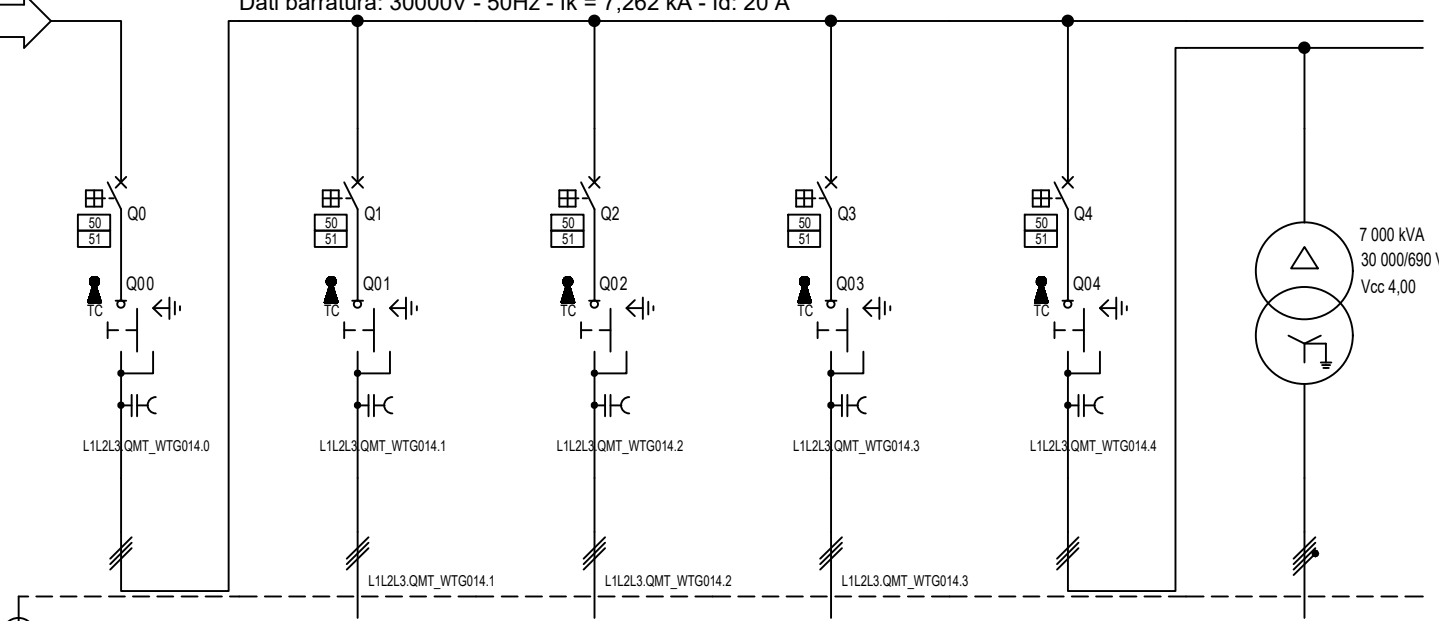 Dati barratura: 30000V - 50Hz - Ik = 7,262 kA - Id: 20 A
Q0
50
51
Q00
TC
L1L2L3.QMT_WTG014.0
Q1
50
51
Q01
TC
L1L2L3.QMT_WTG014.1
L1L2L3.QMT_WTG014.1
Q2
50
51
Q02
TC
L1L2L3.QMT_WTG014.2
L1L2L3.QMT_WTG014.2
Q3
50
51
Q03
TC
L1L2L3.QMT_WTG014.3
L1L2L3.QMT_WTG014.3
Q4
50
51
Q04
TC
L1L2L3.QMT_WTG014.4
7 000 kVA
30 000/690 V
Vcc 4,00